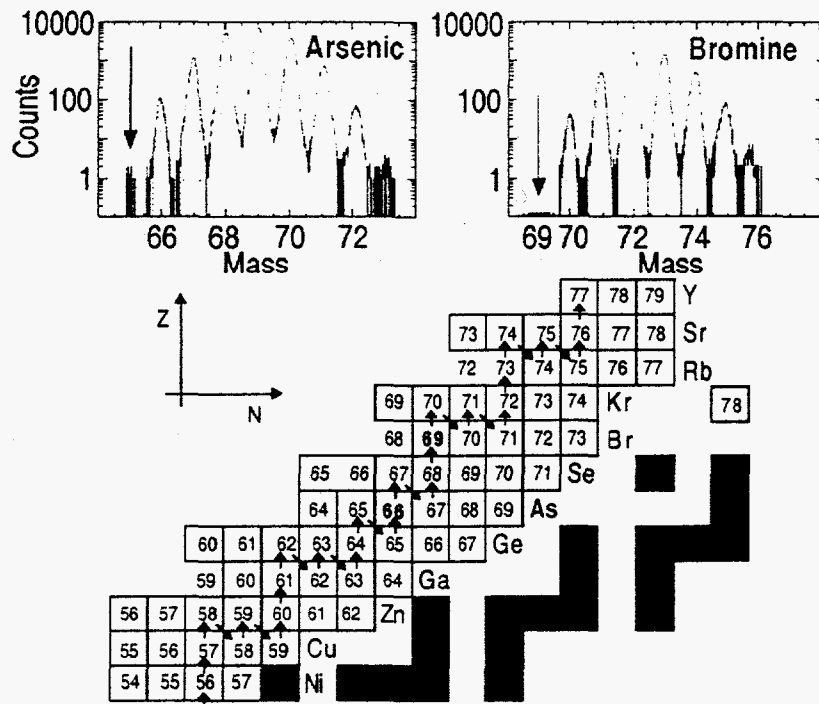 10000
100
1
Counts
Arsenic
66 68 70 72
Mass
10000
100
1
Bromine
69 70 72 74 76
Mass
Z
N
77 78 79 Y
73 74 75 76 77 78 Sr
72 73 74 75 76 77 Rb
69 70 71 72 73 74 Kr
78
68 69 70 71 72 73 Br
65 66 67 68 69 70 71 Se
64 65 66 67 68 69 As
60 61 62 63 64 65 66 67 Ge
59 60 61 62 63 64 Ga
56 57 58 59 60 61 62 Zn
55 56 57 58 59 Cu
54 55 56 57 Ni